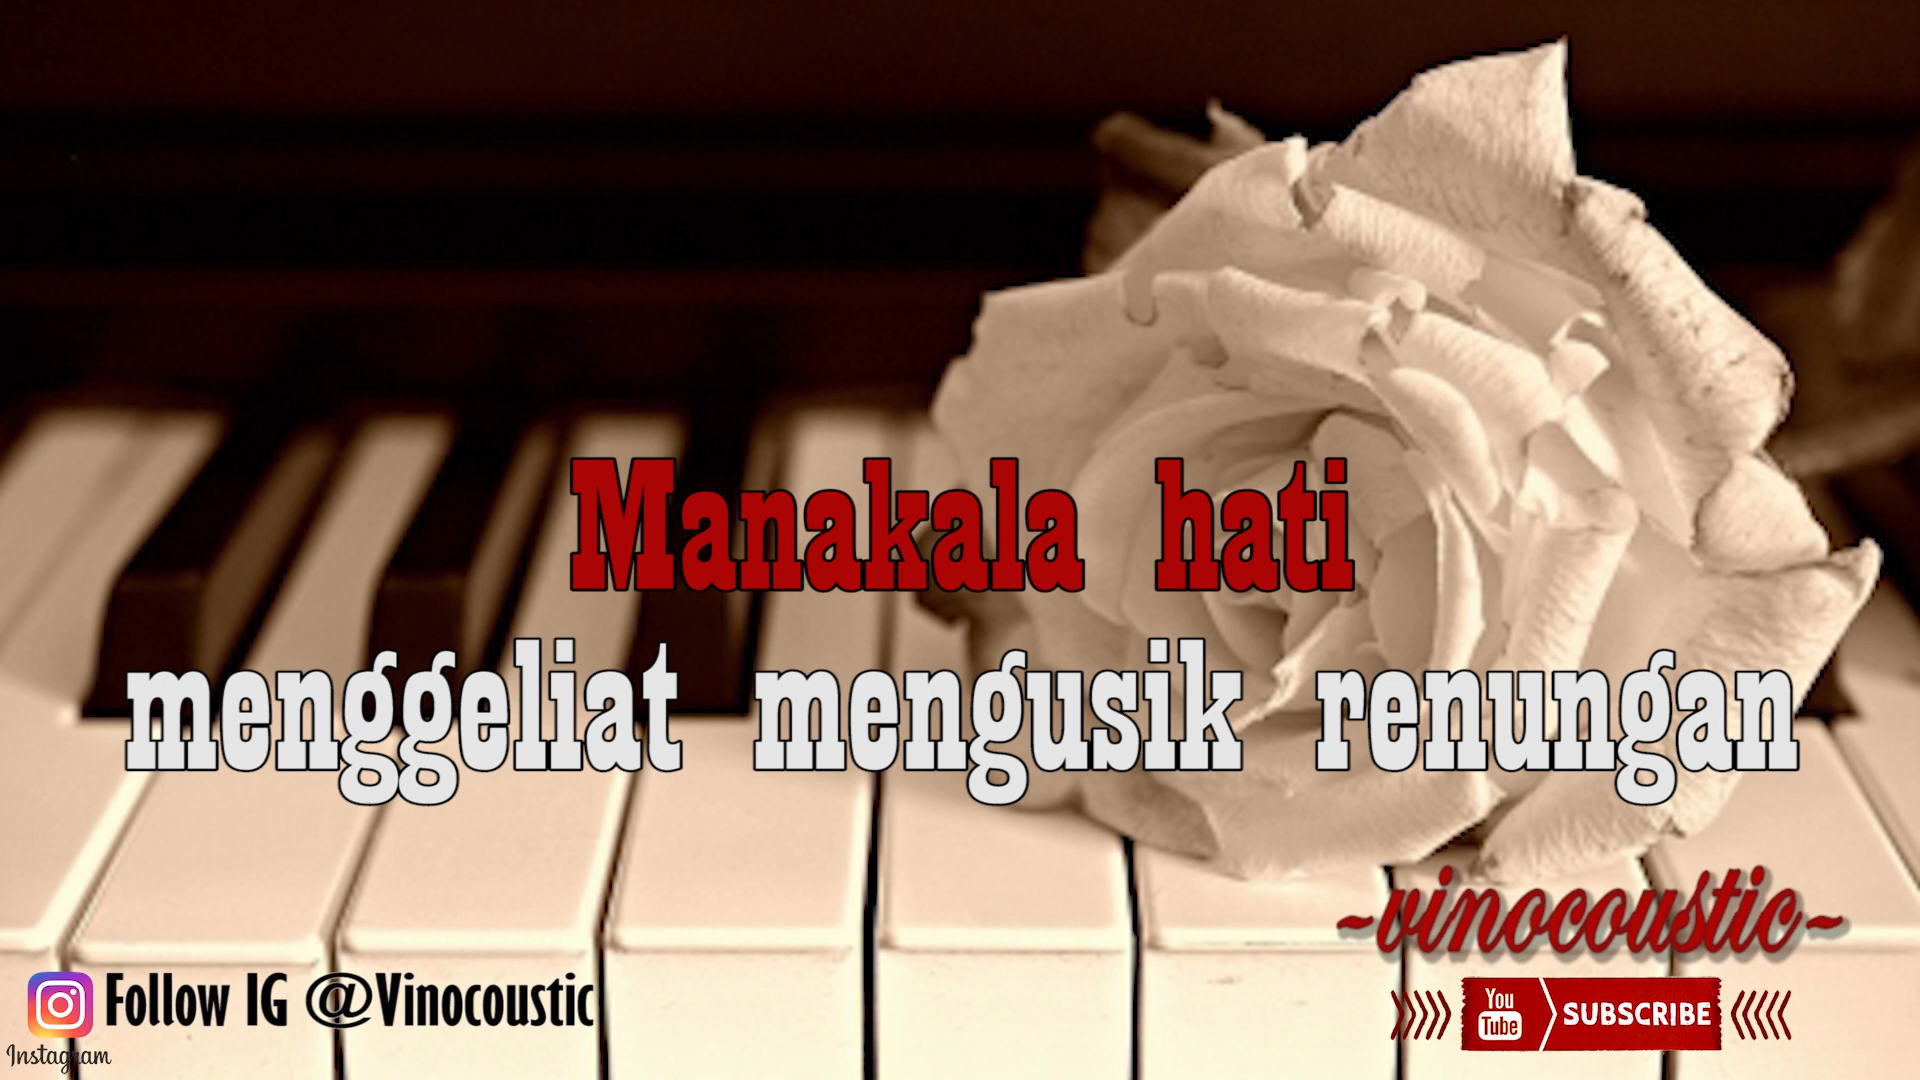 Manakala hati
menggeliat mengusik renungan
~vinocoustic~
Follow IG @Vinocoustic
Instagram
You
Tube
SUBSCRIBE